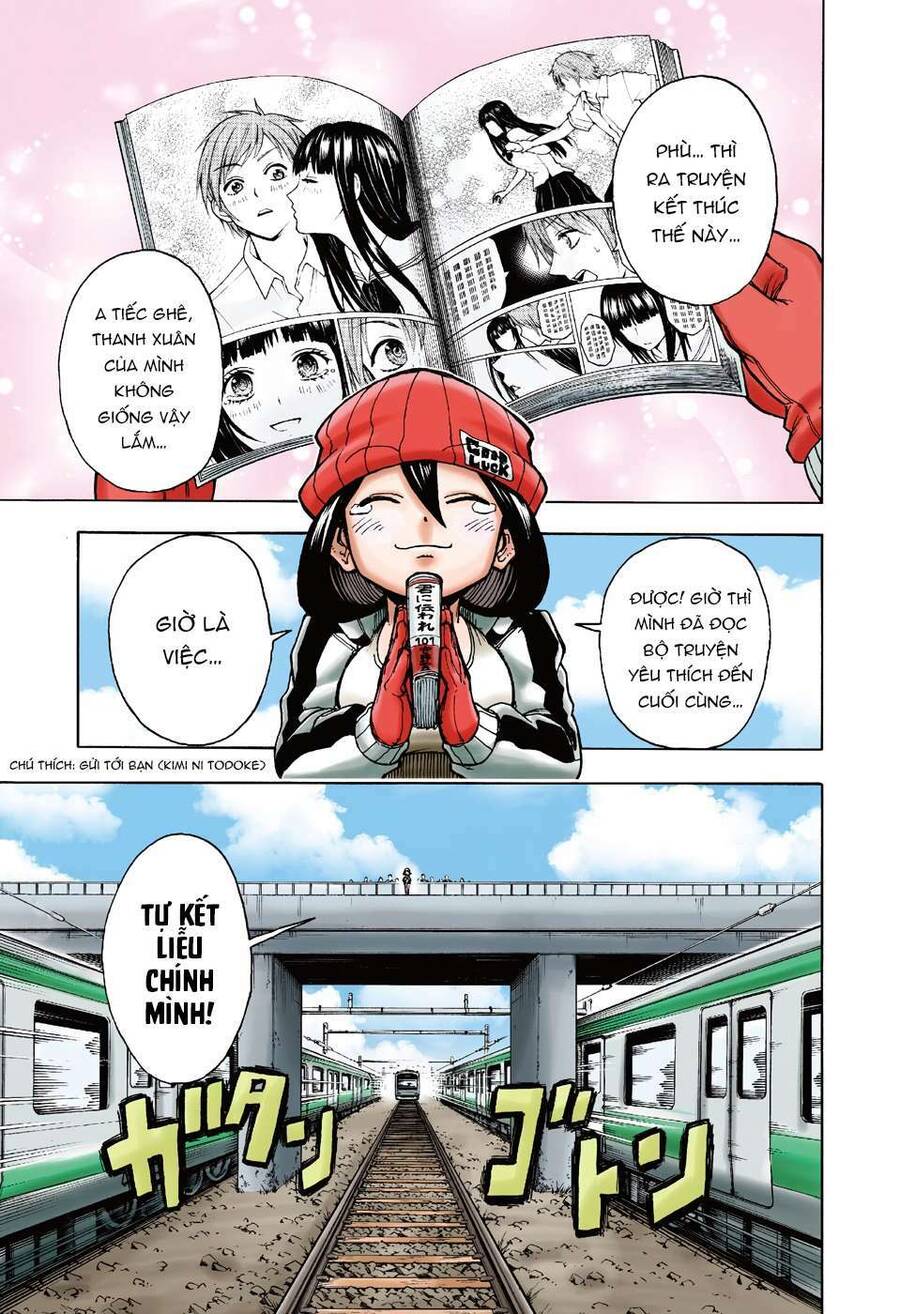 PHÙ... THÌ
RA TRUYỆN
KẾT THÚC
THẾ NÀY...
A TIẾC GHÊ,
THANH XUÂN
CỦA MÌNH
KHÔNG
GIỐNG VẬY
LẮM...
GOOD
LUCK
ĐƯỢC! GIỜ THÌ
MÌNH ĐÃ ĐỌC
BỘ TRUYỆN
YÊU THÍCH ĐẾN
CUỐI CÙNG...
君に伝われ
101
GIỜ LÀ
VIỆC...
CHÚ THÍCH: GỬI TỚI BẠN (KIMI NI TODOKE)
TỰ KẾT
LIỄU
CHÍNH
MÌNH!
ガタン
ゴトン